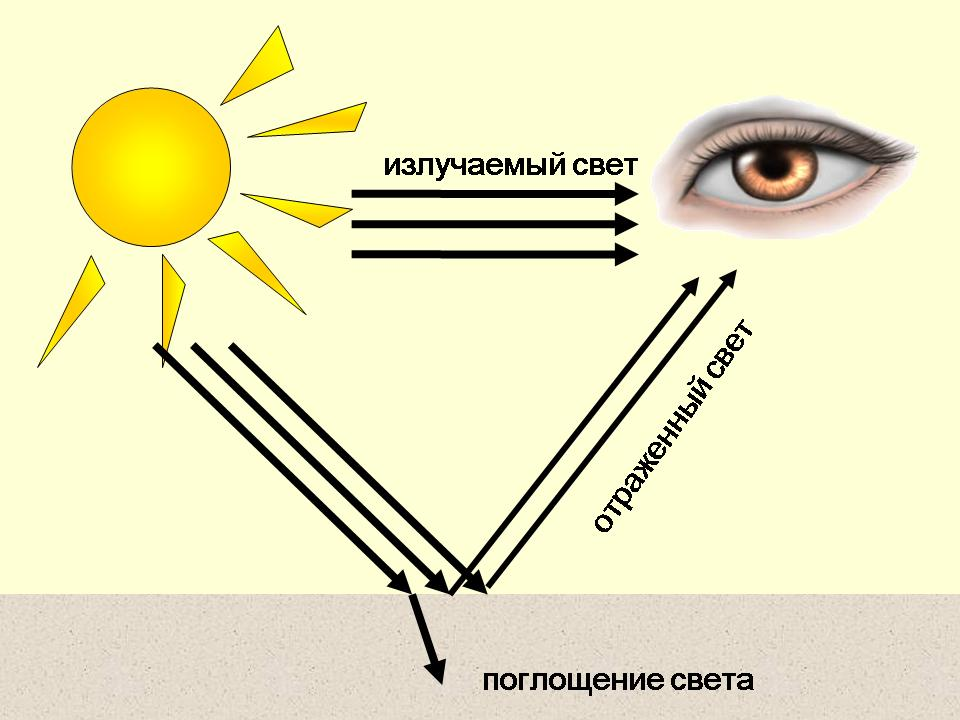 излучаемый свет
отраженный свет
поглощение света